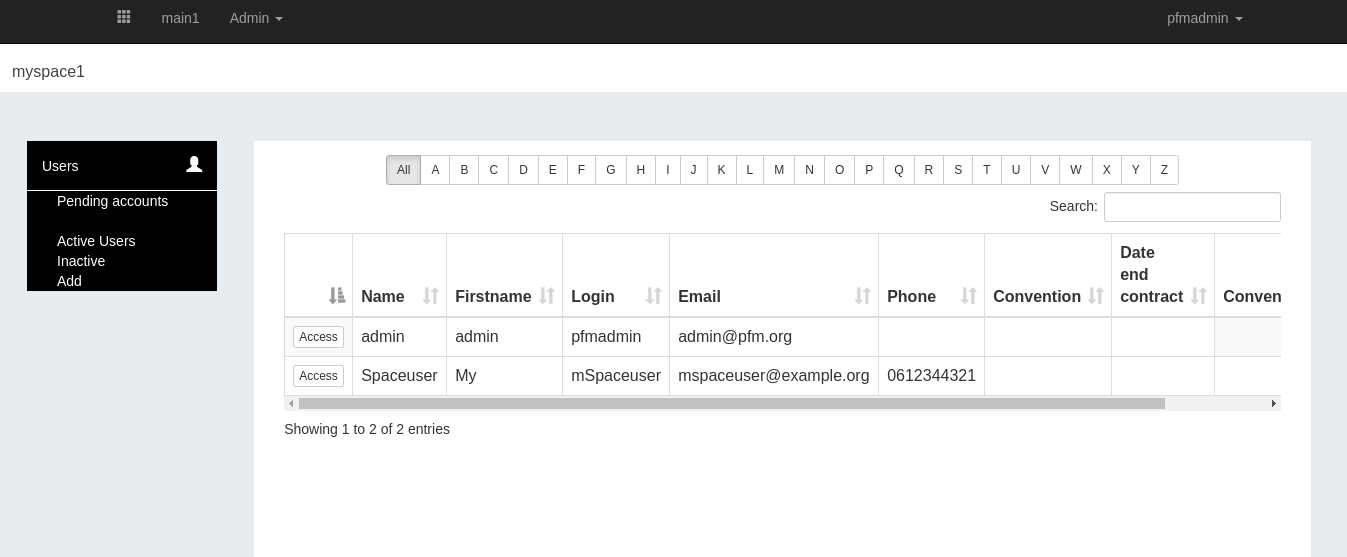 main1 Admin pfmadmin
myspace1
Users
Pending accounts
Active Users
Inactive
Add
All A B C D E F G H I J K L M N O P Q R S T U V W X Y Z
Search:
Name Firstname Login Email Phone Convention Date end contract Conven
Access admin admin pfmadmin admin@pfm.org
Access Spaceuser My mSpaceuser mspaceuser@example.org 0612344321
Showing 1 to 2 of 2 entries